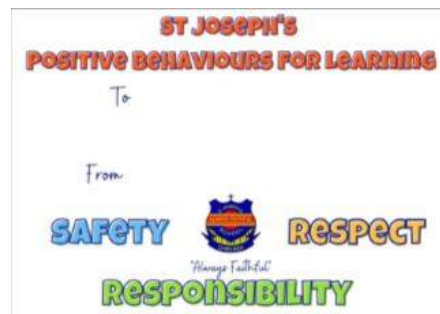 ST JOSEPH'S
POSITIVE BEHAVIOURS FOR LEARNING
To
From
SAFETY
RESPECT
"Always Faithful"
RESPONSIBILITY